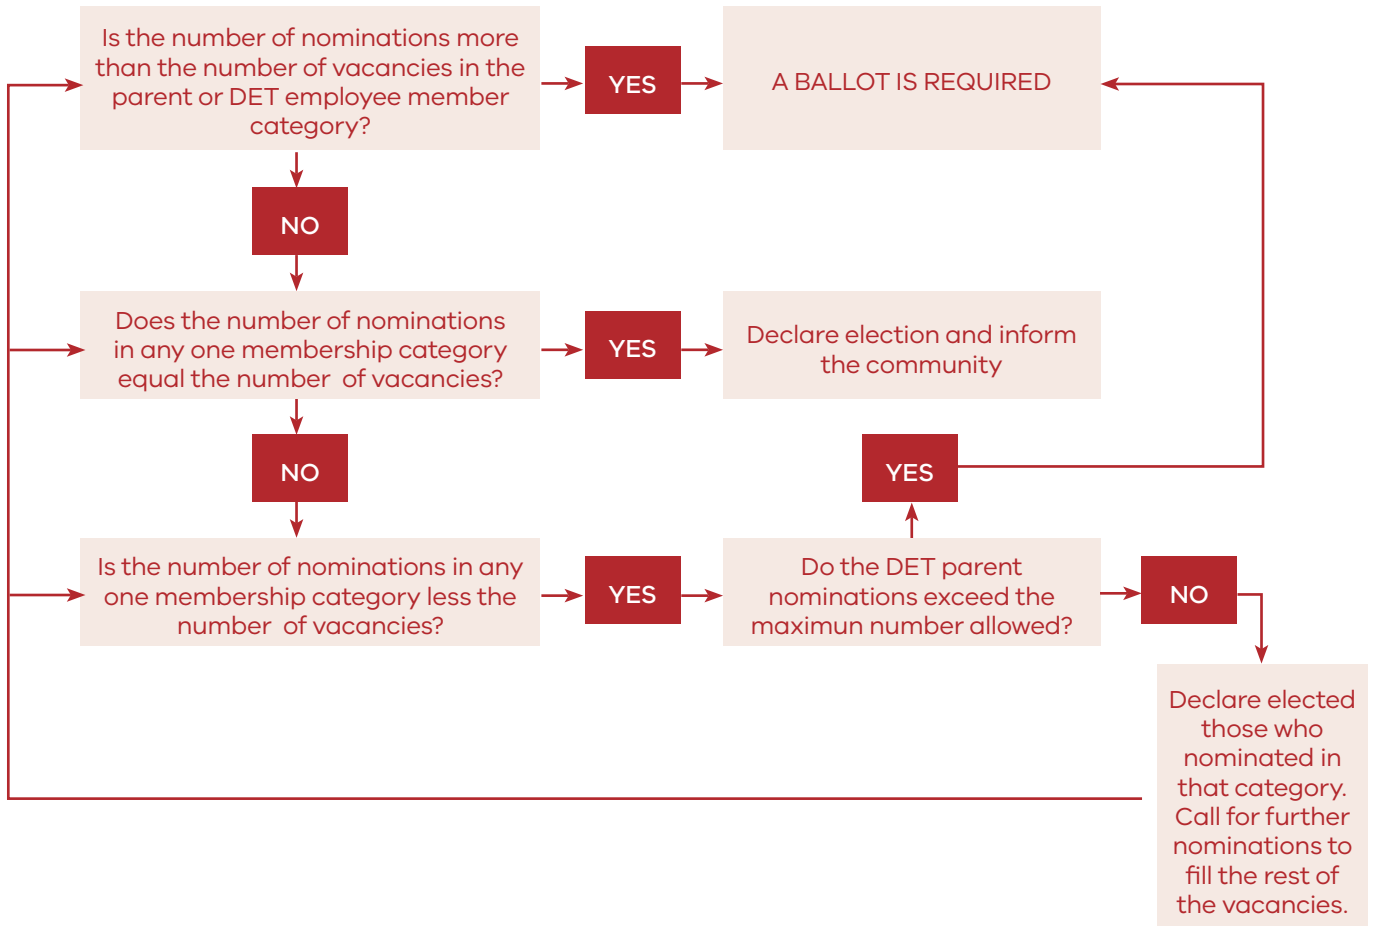 Is the number of nominations more
than the number of vacancies in the
parent or DET employee member
category?
YES
A BALLOT IS REQUIRED
NO
Does the number of nominations
in any one membership category
equal the number of vacancies?
YES
Declare election and inform
the community
NO
YES
Is the number of nominations in any
one membership category less the
number of vacancies?
YES
Do the DET parent
nominations exceed the
maximun number allowed?
NO
Declare elected
those who
nominated in
that category.
Call for further
nominations to
fill the rest of
the vacancies.